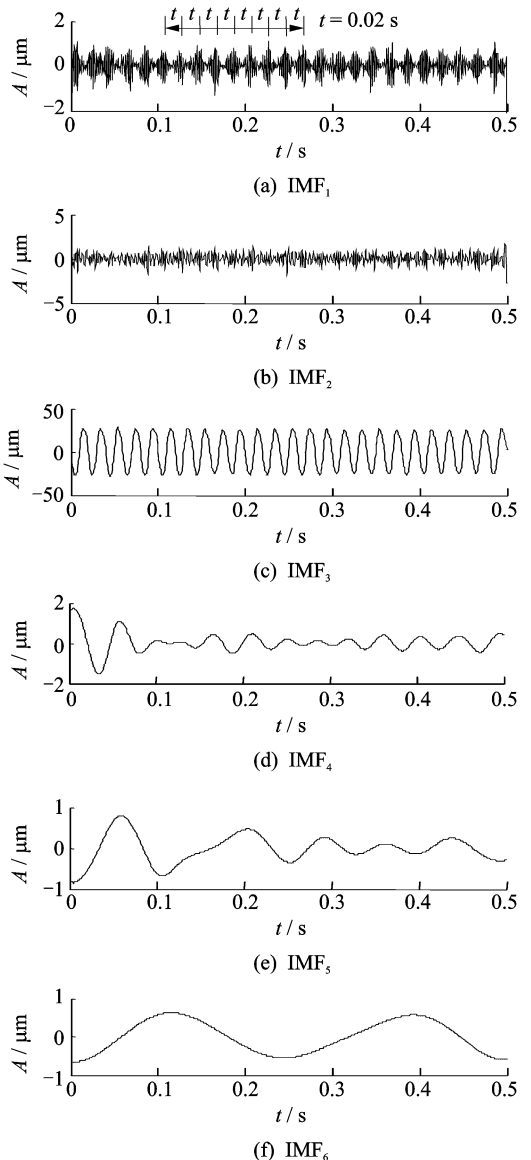 t t t t t t t t t = 0.02 s
2
0
−2
A / μm
0 0.1 0.2 0.3 0.4 0.5
t / s
(a) IMF₁
5
0
−5
A / μm
0 0.1 0.2 0.3 0.4 0.5
t / s
(b) IMF₂
50
0
−50
A / μm
0 0.1 0.2 0.3 0.4 0.5
t / s
(c) IMF₃
2
0
−2
A / μm
0 0.1 0.2 0.3 0.4 0.5
t / s
(d) IMF₄
1
0
−1
A / μm
0 0.1 0.2 0.3 0.4 0.5
t / s
(e) IMF₅
1
0
−1
A / μm
0 0.1 0.2 0.3 0.4 0.5
t / s
(f) IMF₆